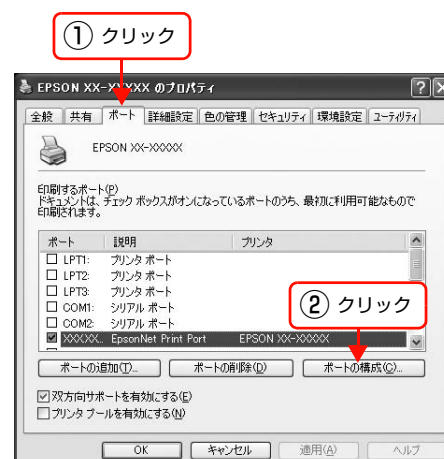 ① クリック
EPSON XX-XXXXX のプロパティ
全般 共有 ポート 詳細設定 色の管理 セキュリティ 環境設定 ユーティリティ
EPSON XX-XXXXX
印刷するポート(P)
ドキュメントは、チェック ボックスがオンになっているポートのうち、最初に利用可能なもので
印刷されます。
ポート 説明 プリンタ
LPT1: プリンタ ポート
LPT2: プリンタ ポート
LPT3: プリンタ ポート
COM1: シリアル ポート
② クリック
COM2: シリアル ポート
XXXXXX... EpsonNet Print Port EPSON XX-XXXXX
ポートの追加(T)... ポートの削除(D) ポートの構成(C)...
双方向サポートを有効にする(E)
プリンタ プールを有効にする(N)
OK キャンセル 適用(A) ヘルプ